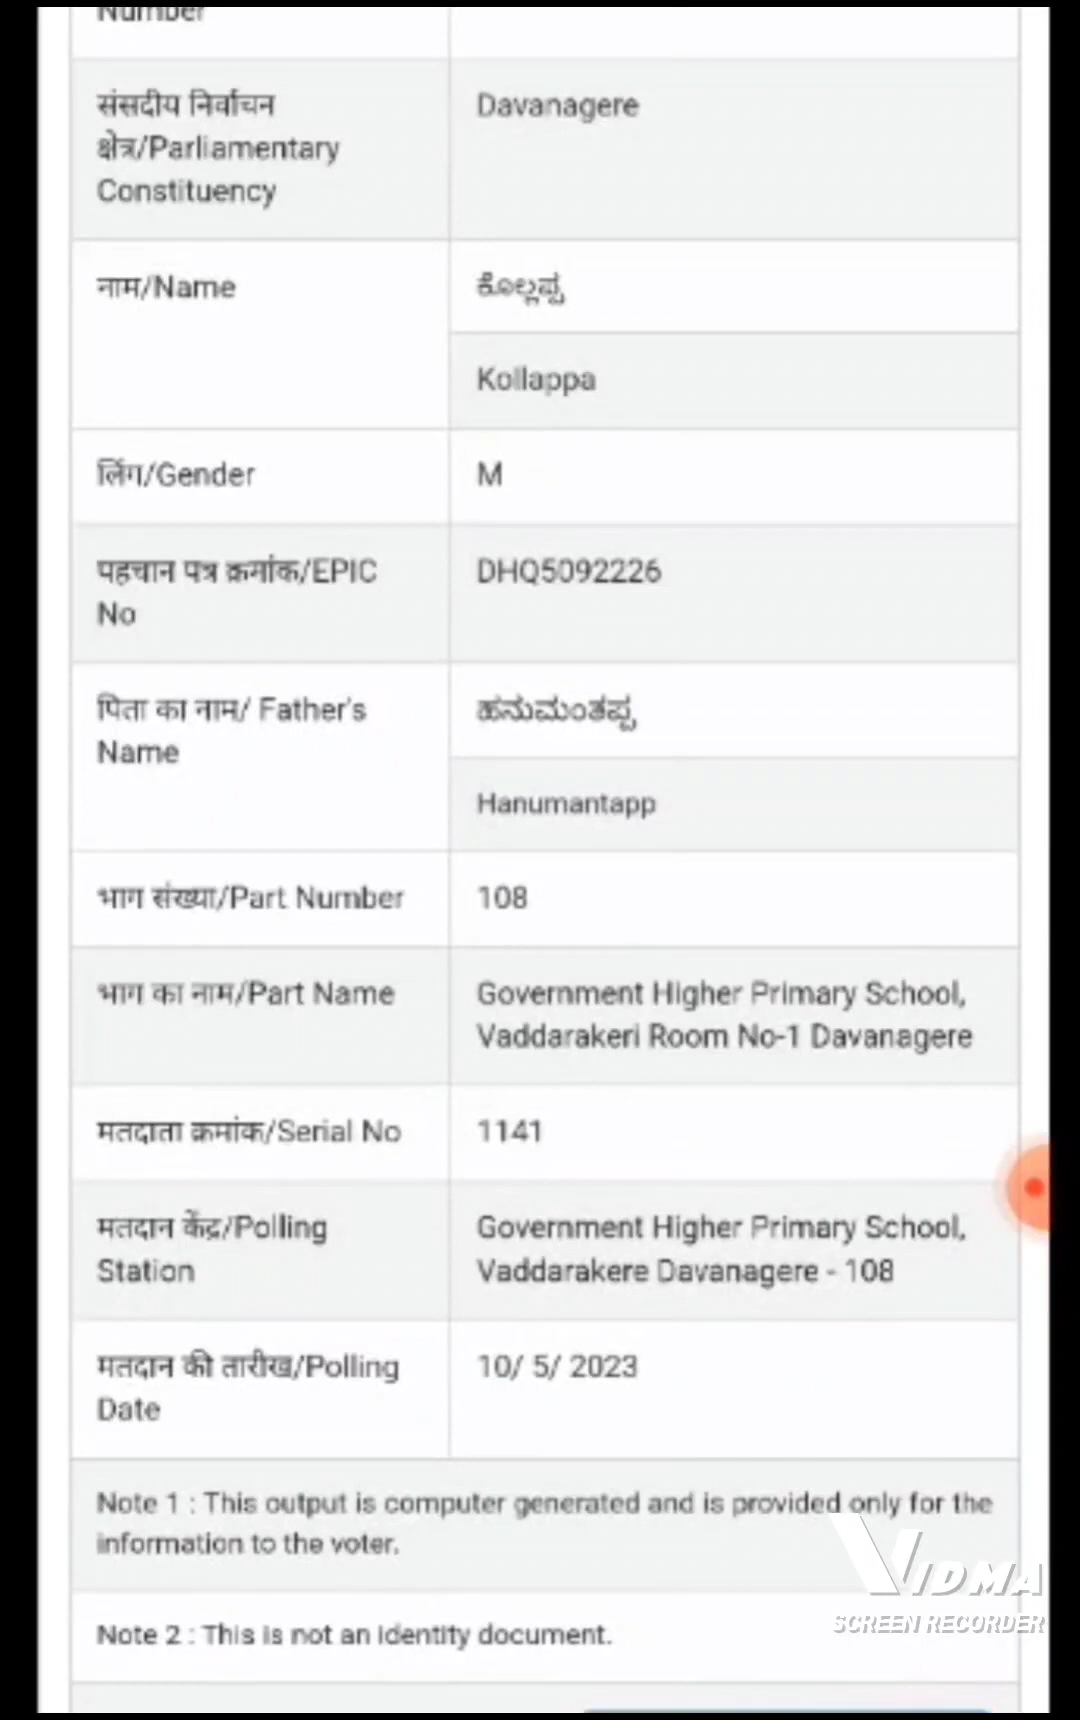 Number
संसदीय निर्वाचन
क्षेत्र/Parliamentary
Constituency
Davanagere
नाम/Name
ಕೊಲ್ಲಪ್ಪ
Kollappa
लिंग/Gender
M
पहचान पत्र क्रमांक/EPIC
No
DHQ5092226
पिता का नाम/ Father's
Name
ಹನುಮಂತಪ್ಪ
Hanumantapp
भाग संख्या/Part Number
108
भाग का नाम/Part Name
Government Higher Primary School,
Vaddarakeri Room No-1 Davanagere
मतदाता क्रमांक/Serial No
1141
मतदान केंद्र/Polling
Station
Government Higher Primary School,
Vaddarakere Davanagere - 108
मतदान की तारीख/Polling
Date
10/ 5/ 2023
Note 1 : This output is computer generated and is provided only for the
information to the voter.
Note 2 : This is not an identity document.
VIDMA
SCREEN RECORDER